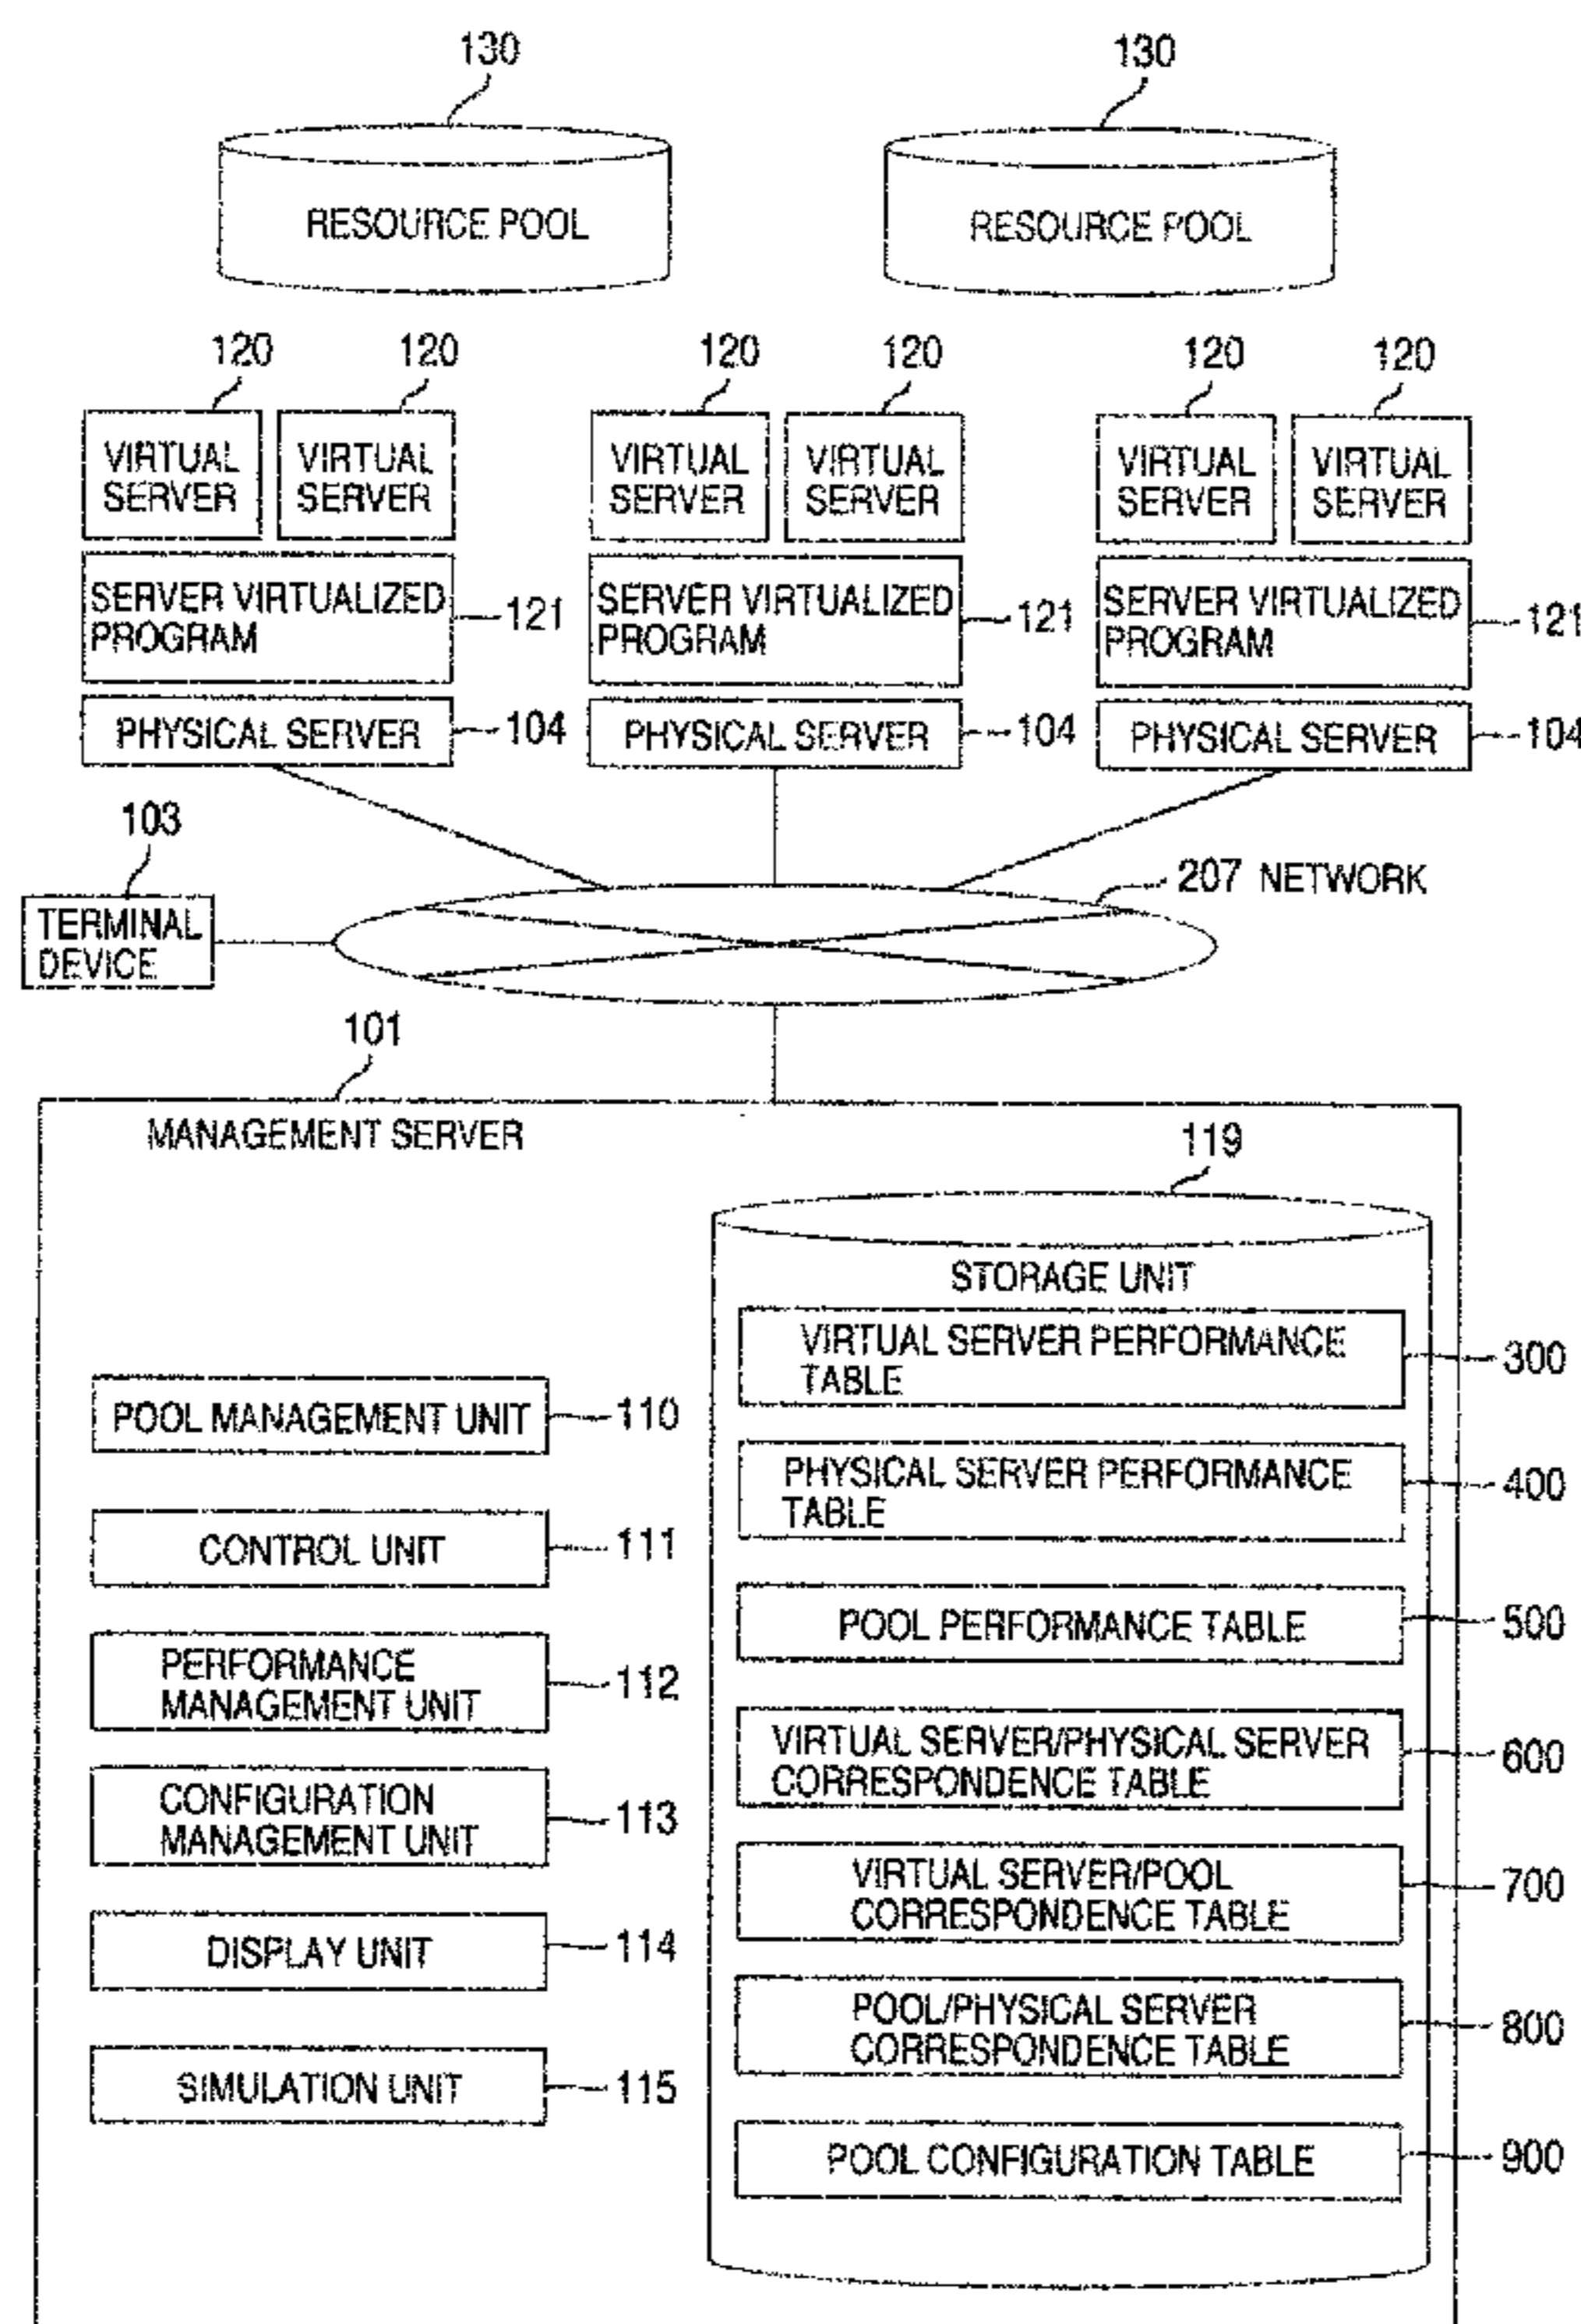 130 130
RESOURCE POOL RESOURCE POOL
120 120 120 120 120 120
VIRTUAL SERVER VIRTUAL SERVER VIRTUAL SERVER VIRTUAL SERVER VIRTUAL SERVER VIRTUAL SERVER
SERVER VIRTUALIZED PROGRAM 121 SERVER VIRTUALIZED PROGRAM 121 SERVER VIRTUALIZED PROGRAM 121
PHYSICAL SERVER 104 PHYSICAL SERVER 104 PHYSICAL SERVER 104
103
207 NETWORK
TERMINAL
DEVICE
101
MANAGEMENT SERVER
119
STORAGE UNIT
VIRTUAL SERVER PERFORMANCE
TABLE
300
POOL MANAGEMENT UNIT 110
PHYSICAL SERVER PERFORMANCE
TABLE
400
CONTROL UNIT 111
POOL PERFORMANCE TABLE 500
PERFORMANCE
MANAGEMENT UNIT
112
VIRTUAL SERVER/PHYSICAL SERVER
CORRESPONDENCE TABLE
600
CONFIGURATION
MANAGEMENT UNIT
113
VIRTUAL SERVER/POOL
CORRESPONDENCE TABLE
700
DISPLAY UNIT 114
POOL/PHYSICAL SERVER
CORRESPONDENCE TABLE
800
SIMULATION UNIT 115
POOL CONFIGURATION TABLE 900